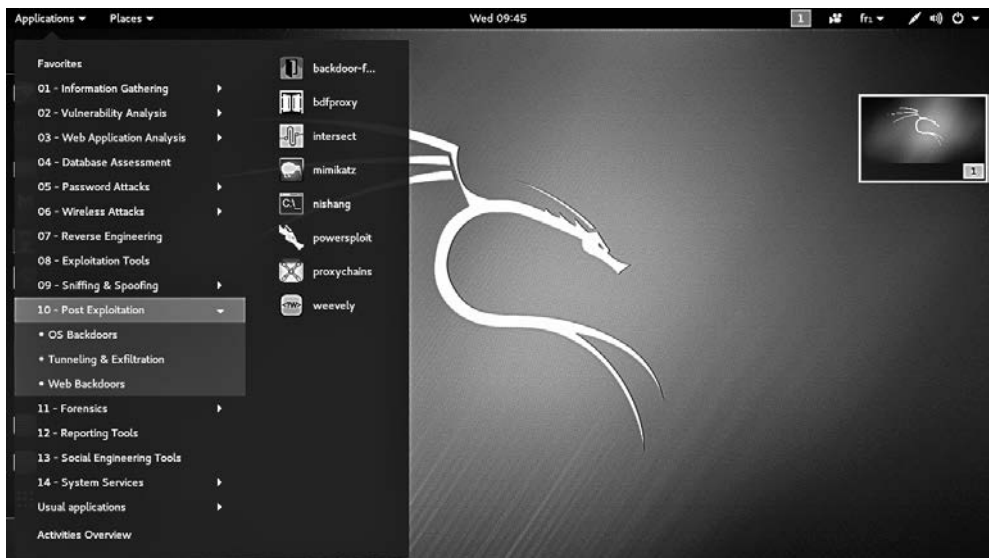 Applications Places Wed 09:45 1 fr₁
Favorites
01 - Information Gathering
02 - Vulnerability Analysis
03 - Web Application Analysis
04 - Database Assessment
05 - Password Attacks
06 - Wireless Attacks
07 - Reverse Engineering
08 - Exploitation Tools
09 - Sniffing & Spoofing
10 - Post Exploitation
• OS Backdoors
• Tunneling & Exfiltration
• Web Backdoors
11 - Forensics
12 - Reporting Tools
13 - Social Engineering Tools
14 - System Services
Usual applications
Activities Overview
backdoor-f...
bdfproxy
intersect
mimikatz
C:\_ nishang
powersploit
proxychains
<TW> weevely
1